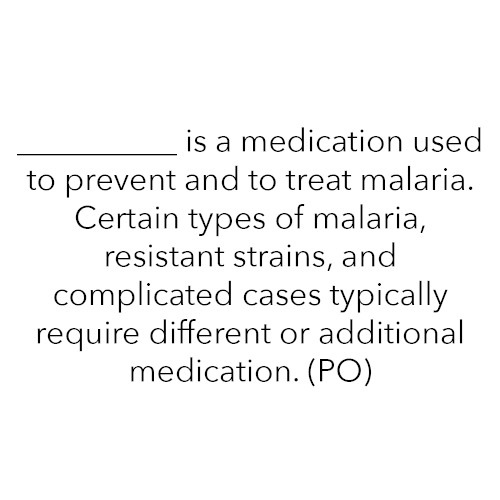 ___________ is a medication used
to prevent and to treat malaria.
Certain types of malaria,
resistant strains, and
complicated cases typically
require different or additional
medication. (PO)